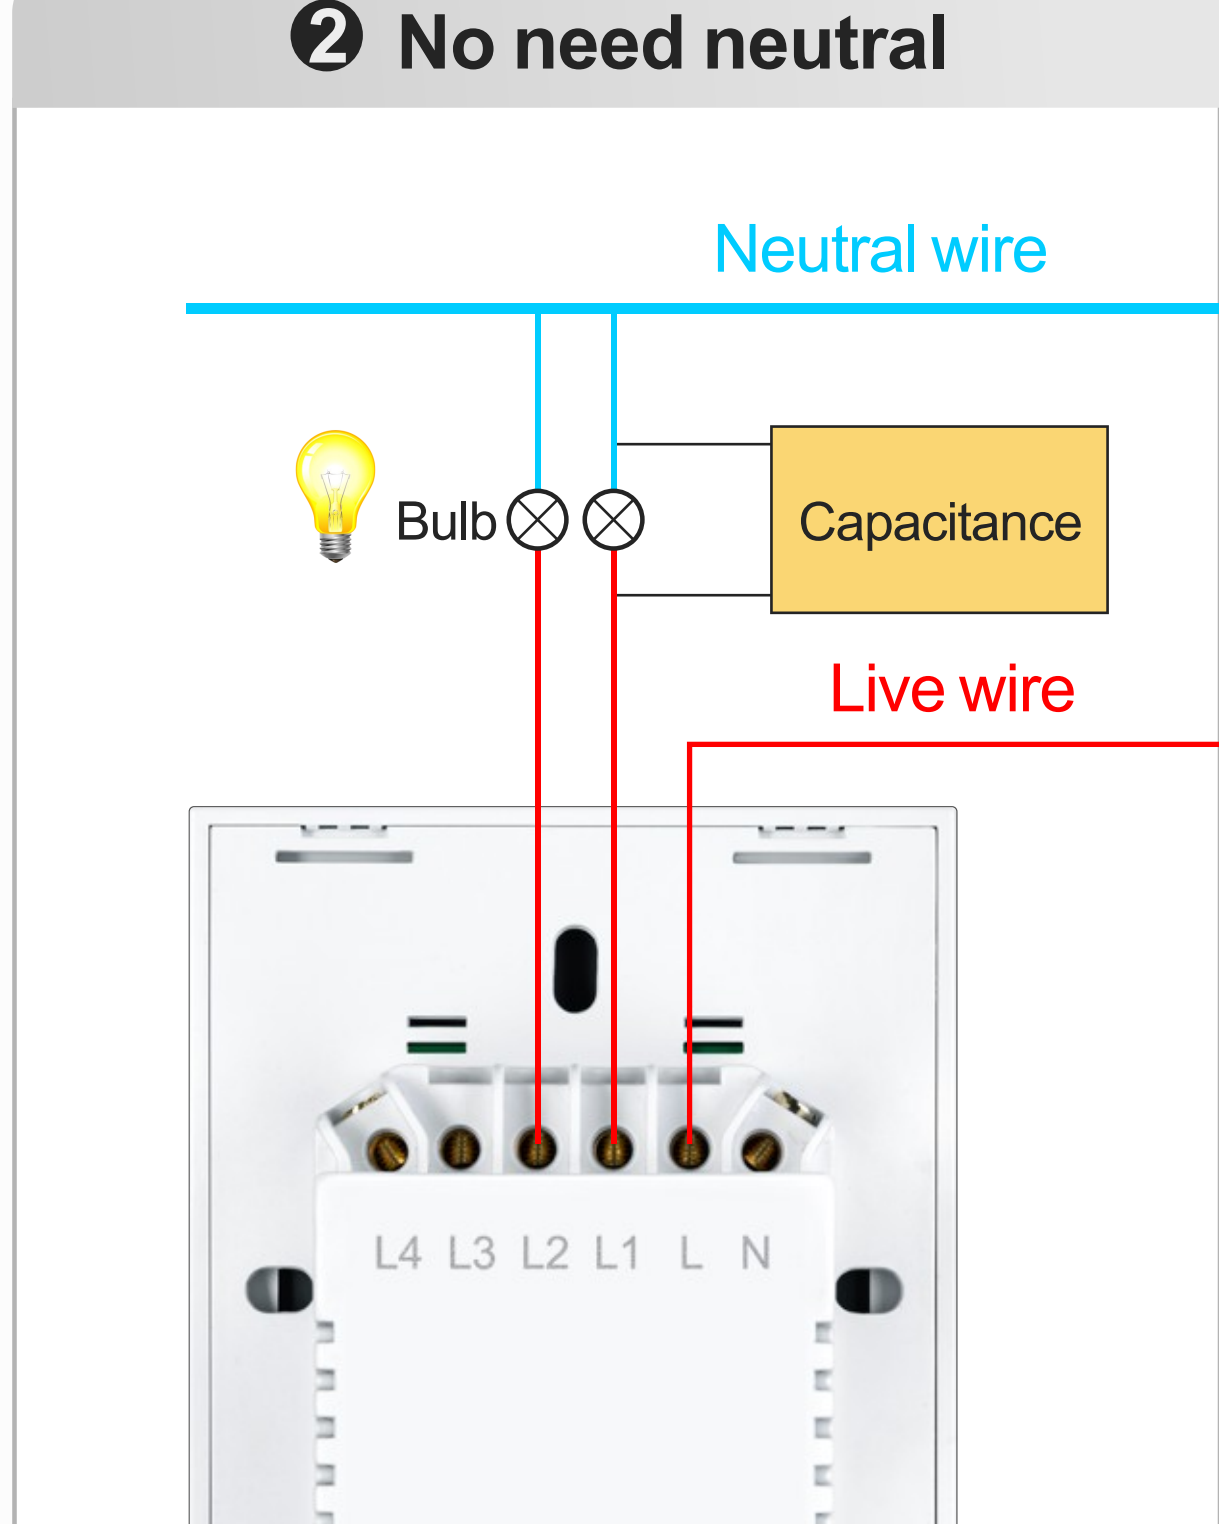 ❷ No need neutral
Neutral wire
Bulb
Capacitance
Live wire
L4 L3 L2 L1 L N